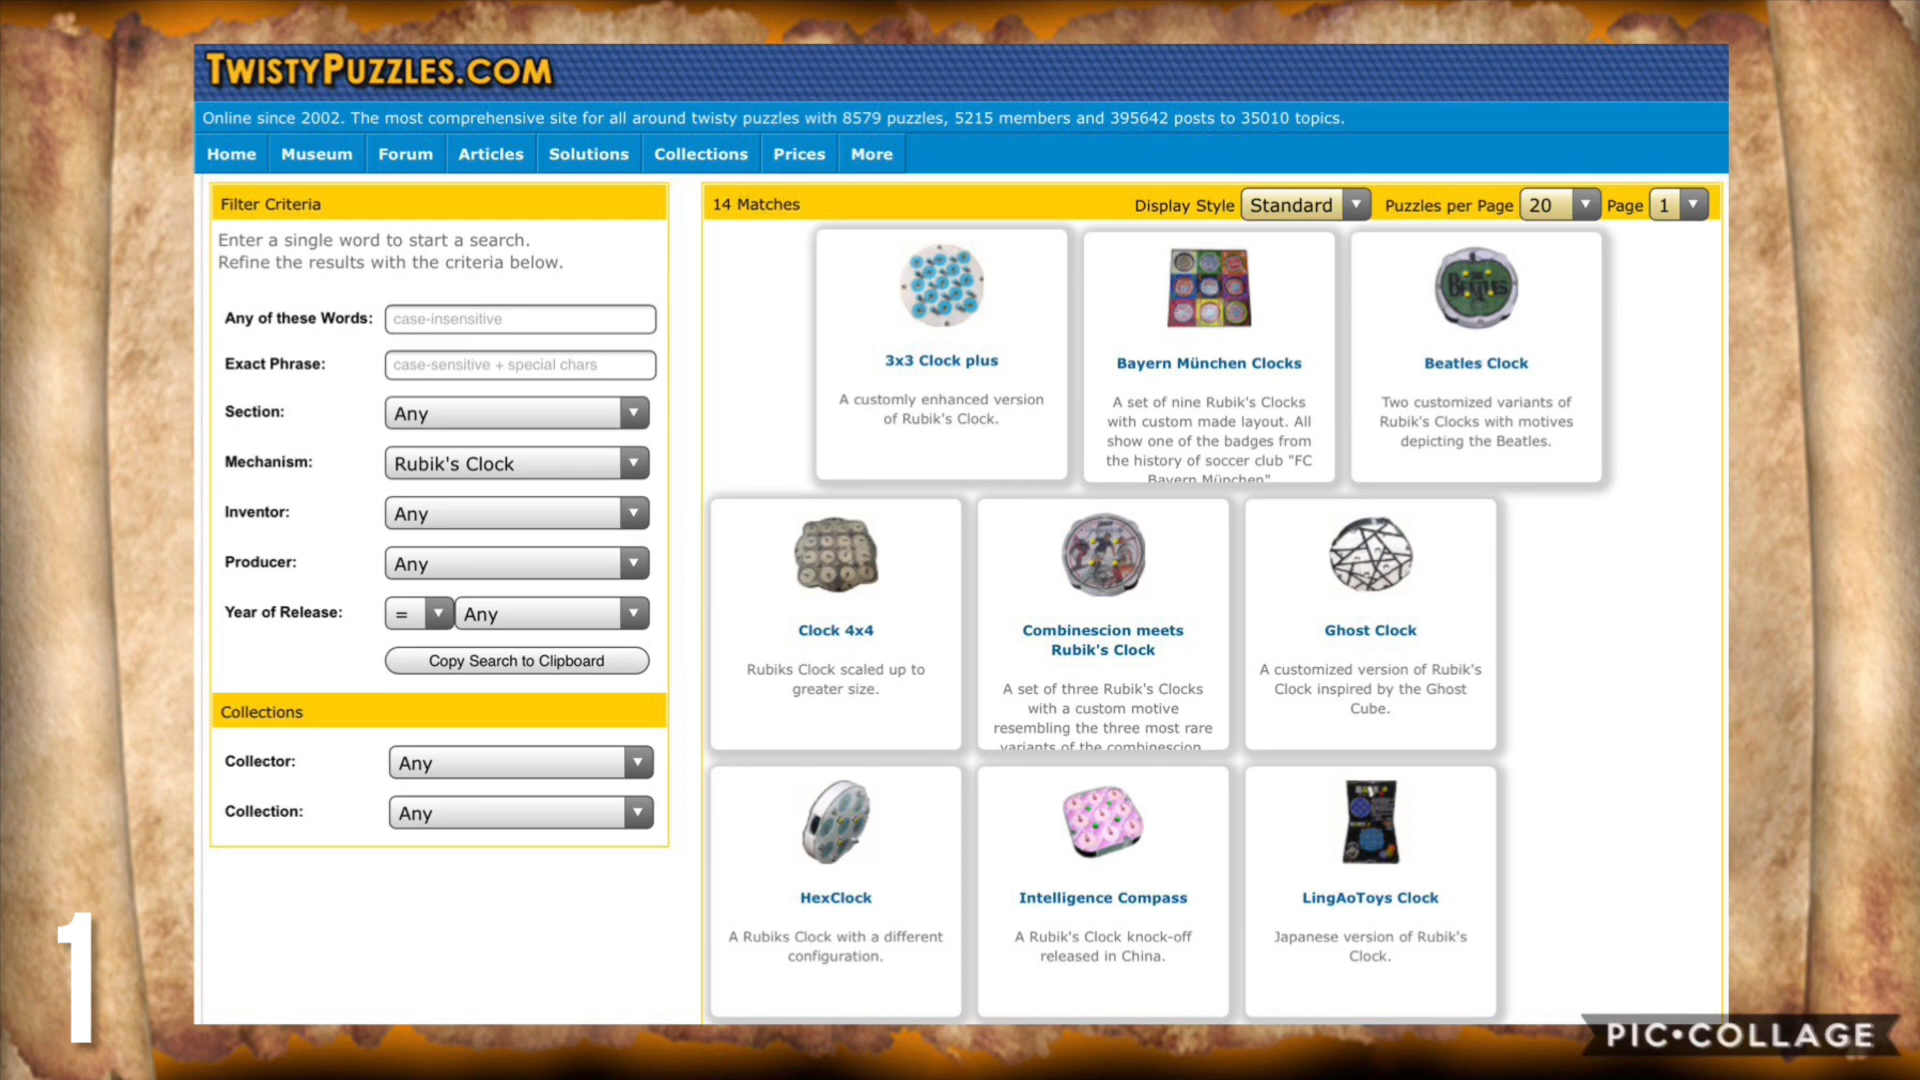 TWISTYPUZZLES.COM
Online since 2002. The most comprehensive site for all around twisty puzzles with 8579 puzzles, 5215 members and 395642 posts to 35010 topics.
Home Museum Forum Articles Solutions Collections Prices More
Filter Criteria
Enter a single word to start a search.
Refine the results with the criteria below.
Any of these Words: case-insensitive
Exact Phrase: case-sensitive + special chars
Section: Any
Mechanism: Rubik's Clock
Inventor: Any
Producer: Any
Year of Release: = Any
Copy Search to Clipboard
Collections
Collector: Any
Collection: Any
14 Matches Display Style Standard Puzzles per Page 20 Page 1
3x3 Clock plus
A customly enhanced version
of Rubik's Clock.
Bayern München Clocks
A set of nine Rubik's Clocks
with custom made layout. All
show one of the badges from
the history of soccer club "FC
Bayern München"
BEATLES
Beatles Clock
Two customized variants of
Rubik's Clocks with motives
depicting the Beatles.
Clock 4x4
Rubiks Clock scaled up to
greater size.
Combinescion meets
Rubik's Clock
A set of three Rubik's Clocks
with a custom motive
resembling the three most rare
variants of the combinescion
Ghost Clock
A customized version of Rubik's
Clock inspired by the Ghost
Cube.
HexClock
A Rubiks Clock with a different
configuration.
Intelligence Compass
A Rubik's Clock knock-off
released in China.
LingAoToys Clock
Japanese version of Rubik's
Clock.
1
PIC•COLLAGE